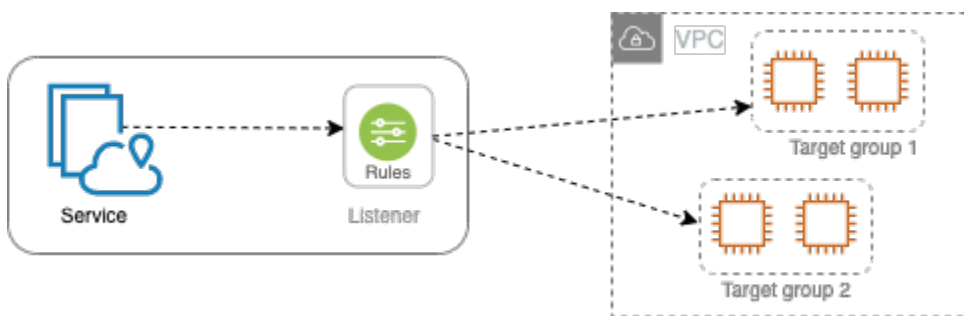 VPC
Target group 1
Rules
Service
Listener
Target group 2